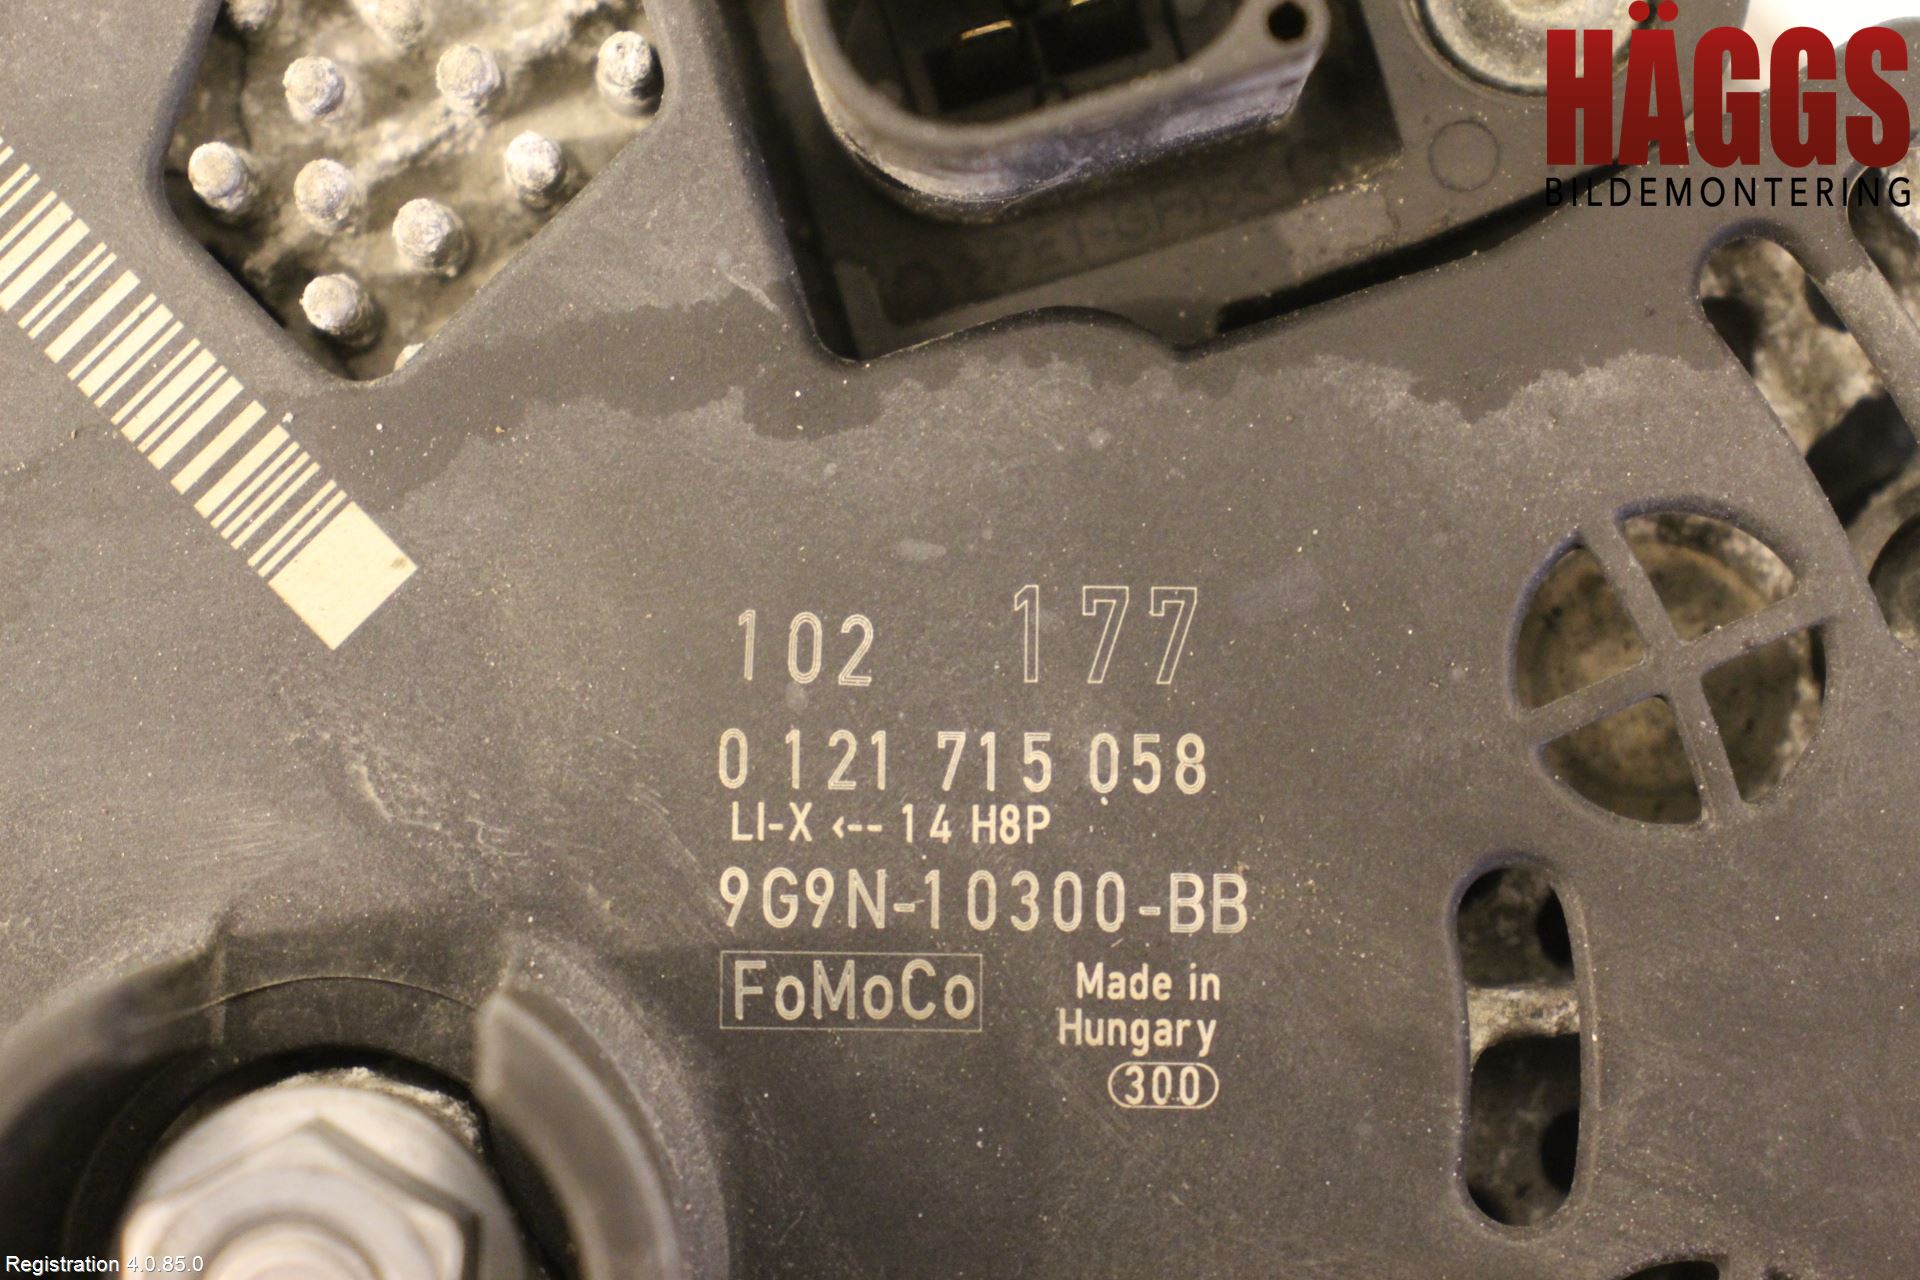 HÄGGS
BILDEMONTERING
102 177
0 121 715 058
LI-X <-- 14 H8P
9G9N-10300-BB
FoMoCo
Made in
Hungary
300
Registration 4.0.85.0